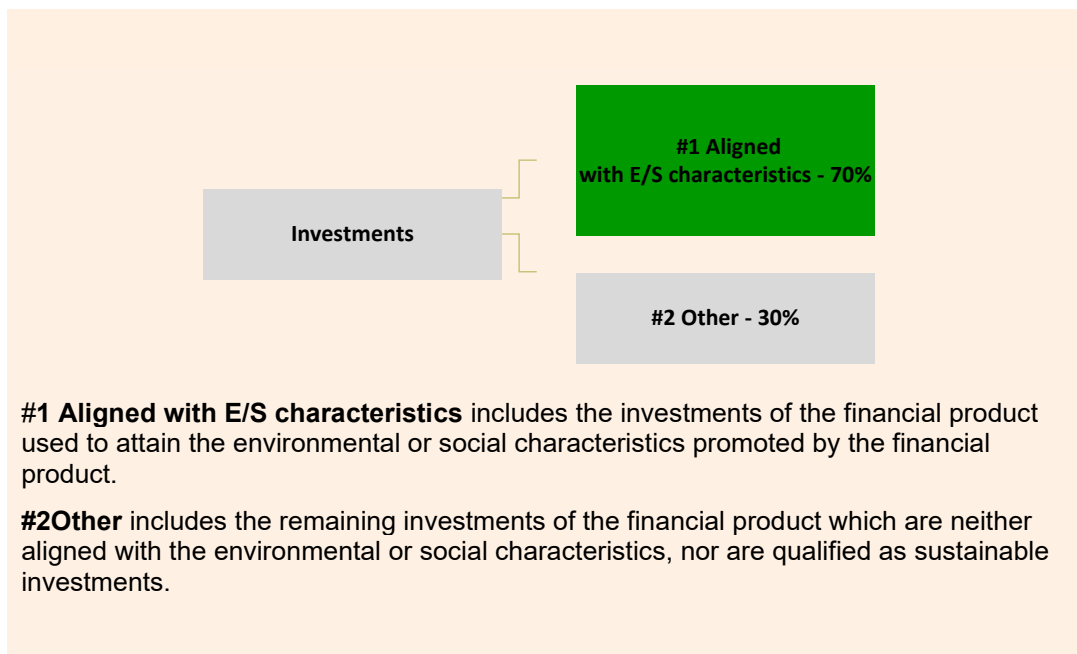 #1 Aligned
with E/S characteristics - 70%
Investments
#2 Other - 30%
#1 Aligned with E/S characteristics includes the investments of the financial product
used to attain the environmental or social characteristics promoted by the financial
product.
#2Other includes the remaining investments of the financial product which are neither
aligned with the environmental or social characteristics, nor are qualified as sustainable
investments.